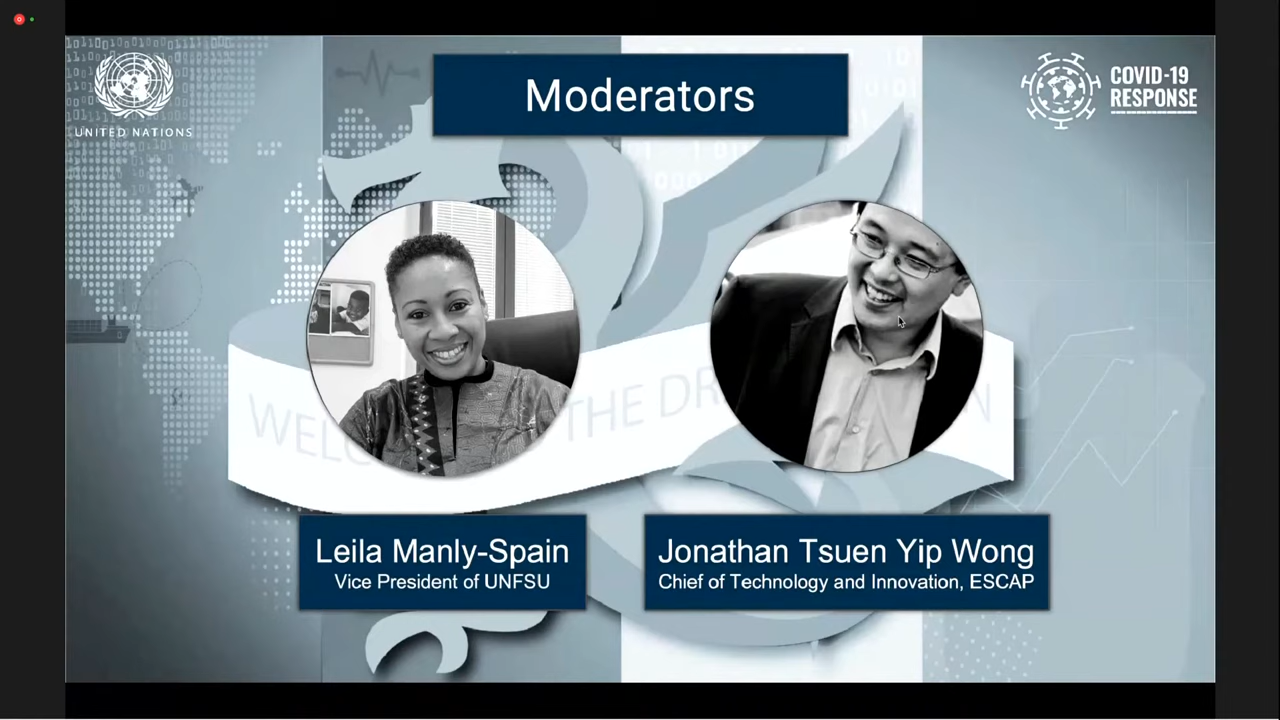 UNITED NATIONS
Moderators
COVID-19
RESPONSE
Leila Manly-Spain
Vice President of UNFSU
Jonathan Tsuen Yip Wong
Chief of Technology and Innovation, ESCAP